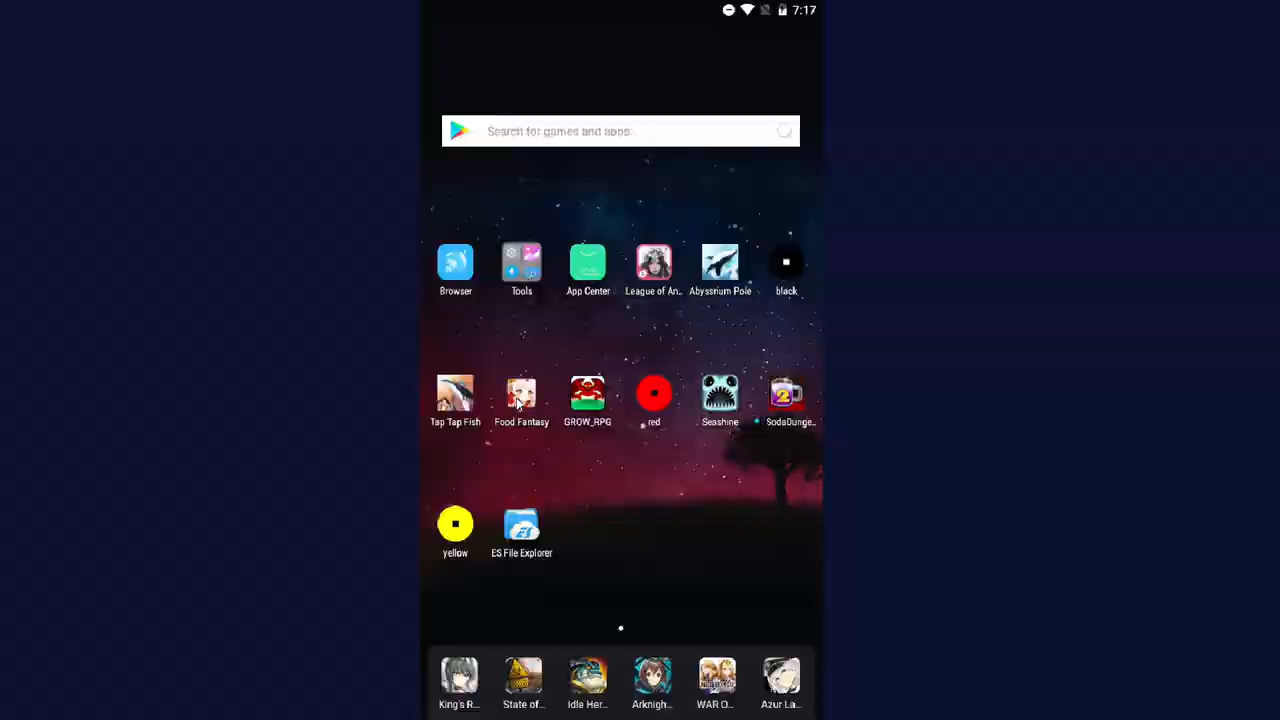 7:17
Search for games and apps
Browser
Tools
App Center
League of An..
Abyssrium Pole
black
Tap Tap Fish
Food Fantasy
GROW_RPG
red
Seashine
SodaDunge..
yellow
ES File Explorer
King's R...
State of...
Idle Her...
Arknigh...
WAR O...
Azur La...